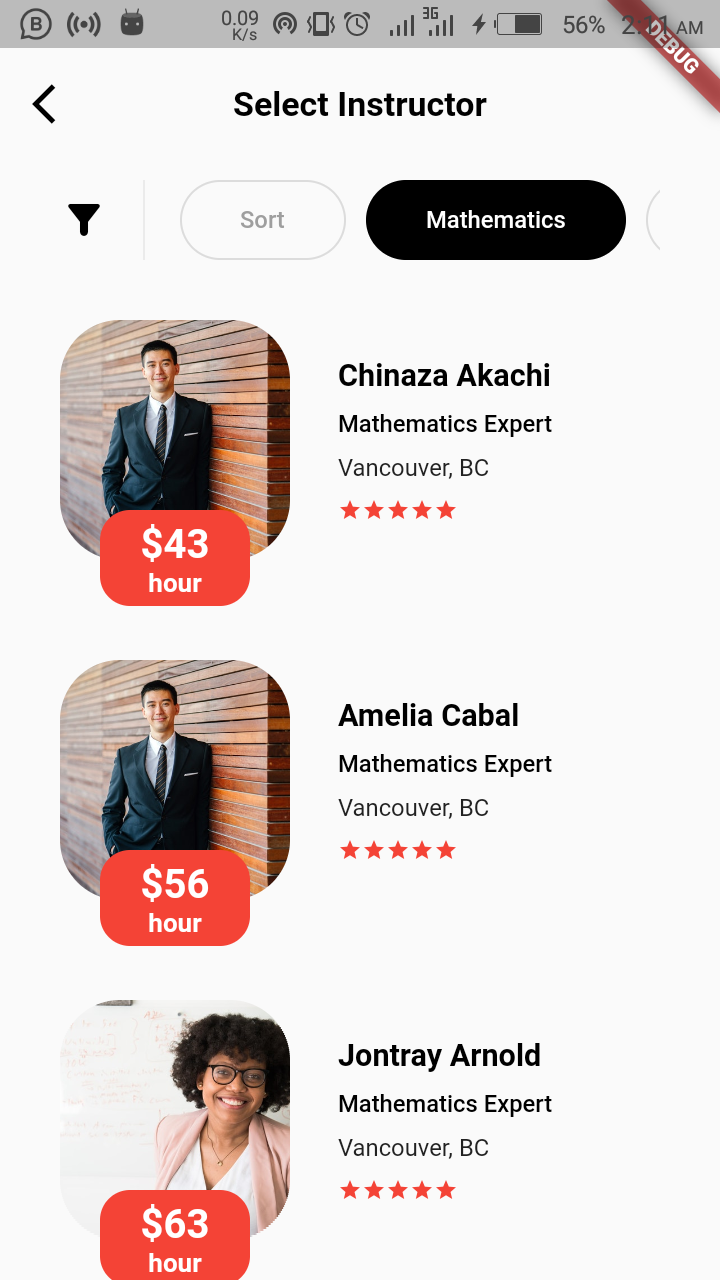 B
0.09
K/s
3G
56%
2:11 AM
DEBUG
Select Instructor
Sort
Mathematics
Chinaza Akachi
Mathematics Expert
Vancouver, BC
$43
hour
Amelia Cabal
Mathematics Expert
Vancouver, BC
$56
hour
Jontray Arnold
Mathematics Expert
Vancouver, BC
$63
hour